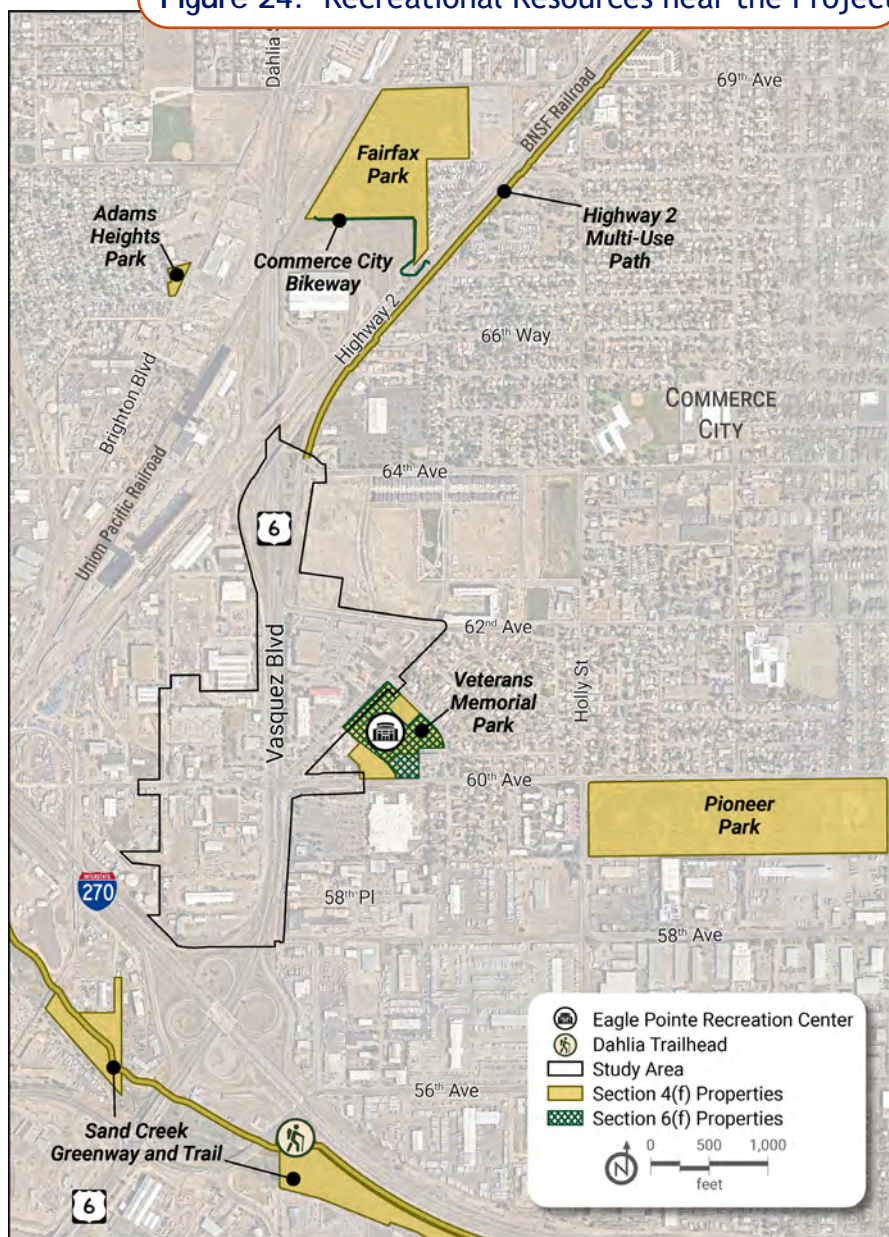 Figure 24. Recreational Resources near the Project
Dahlia S
69th Ave
BNSF Railroad
Fairfax
Park
Adams
Heights
Park
Highway 2
Multi-Use
Path
Commerce City
Bikeway
Highway 2
66th Way
Brighton Blvd
COMMERCE
CITY
64th Ave
Union Pacific Railroad
6
62nd Ave
Vasquez Blvd
Veterans
Memorial
Park
Holly St
60th Ave
Pioneer
Park
INTERSTATE
270
58th Pl
58th Ave
56th Ave
Sand Creek
Greenway and Trail
6
Eagle Pointe Recreation Center
Dahlia Trailhead
Study Area
Section 4(f) Properties
Section 6(f) Properties
N
0 500 1,000
feet